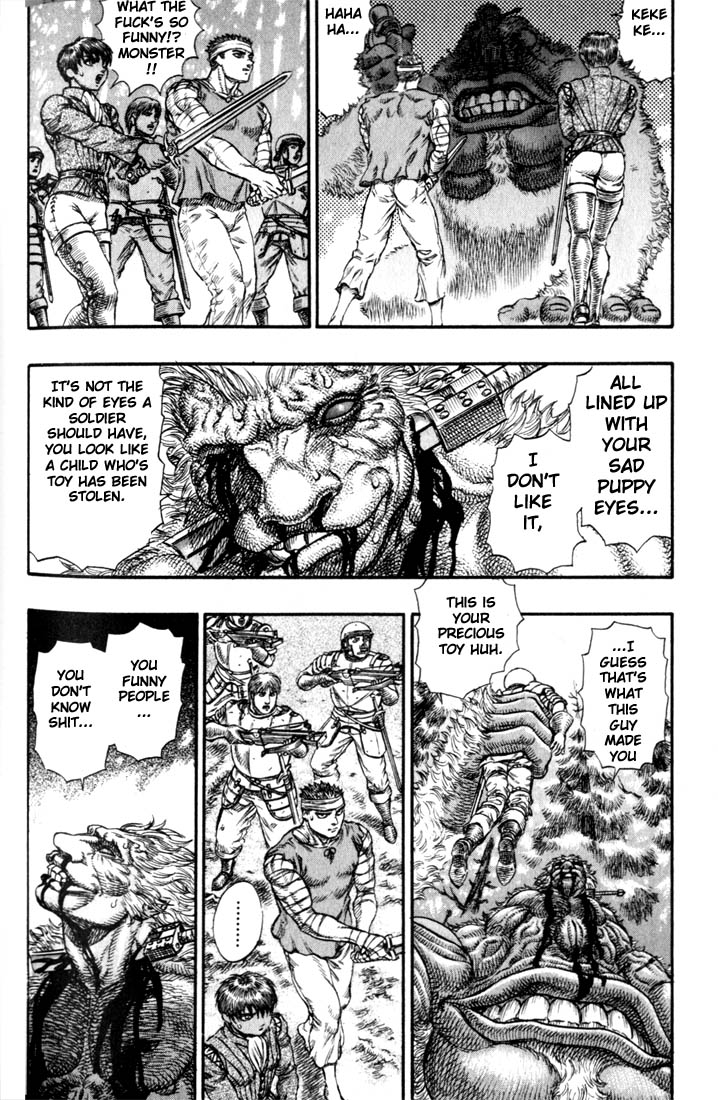 KEKE
KE...
HAHA
HA...
WHAT THE
FUCK'S SO
FUNNY!?
MONSTER
!!
ALL
LINED UP
WITH
YOUR
SAD
PUPPY
EYES...
I
DON'T
LIKE
IT,
IT'S NOT THE
KIND OF EYES A
SOLDIER
SHOULD HAVE,
YOU LOOK LIKE
A CHILD WHO'S
TOY HAS BEEN
STOLEN.
...I
GUESS
THAT'S
WHAT
THIS
GUY
MADE
YOU
THIS IS
YOUR
PRECIOUS
TOY HUH.
........
YOU
FUNNY
PEOPLE
...
YOU
DON'T
KNOW
SHIT...